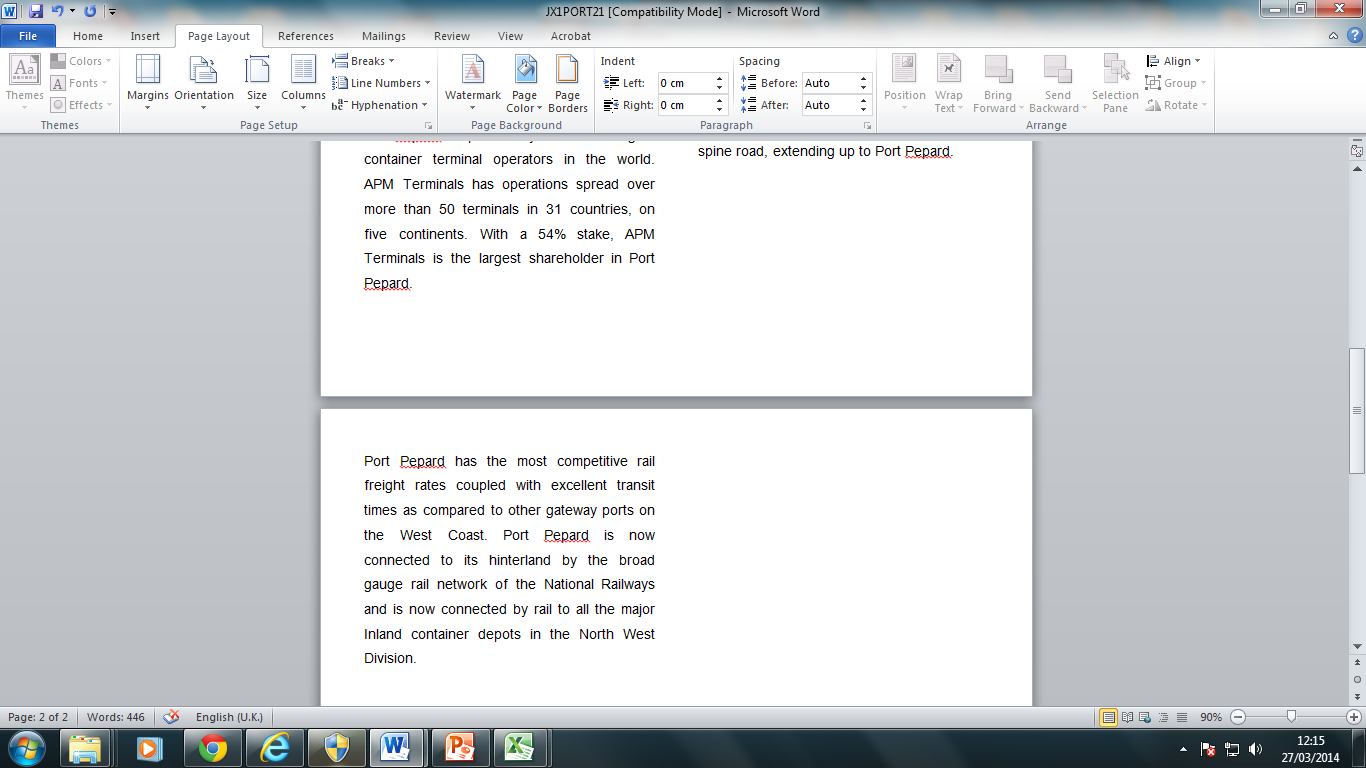 JX1PORT21 [Compatibility Mode] - Microsoft Word
File Home Insert Page Layout References Mailings Review View Acrobat
Themes
Colors
Fonts
Effects
Themes
Margins
Orientation
Size
Columns
Breaks
Line Numbers
Hyphenation
Page Setup
Watermark
Page
Color
Page
Borders
Page Background
Indent
Left: 0 cm
Right: 0 cm
Spacing
Before: Auto
After: Auto
Paragraph
Position
Wrap
Text
Bring
Forward
Send
Backward
Selection
Pane
Align
Group
Rotate
Arrange
container terminal operators in the world.
APM Terminals has operations spread over
more than 50 terminals in 31 countries, on
five continents. With a 54% stake, APM
Terminals is the largest shareholder in Port
Pepard.
spine road, extending up to Port Pepard.
Port Pepard has the most competitive rail
freight rates coupled with excellent transit
times as compared to other gateway ports on
the West Coast. Port Pepard is now
connected to its hinterland by the broad
gauge rail network of the National Railways
and is now connected by rail to all the major
Inland container depots in the North West
Division.
Page: 2 of 2 Words: 446 English (U.K.) 90%
12:15
27/03/2014